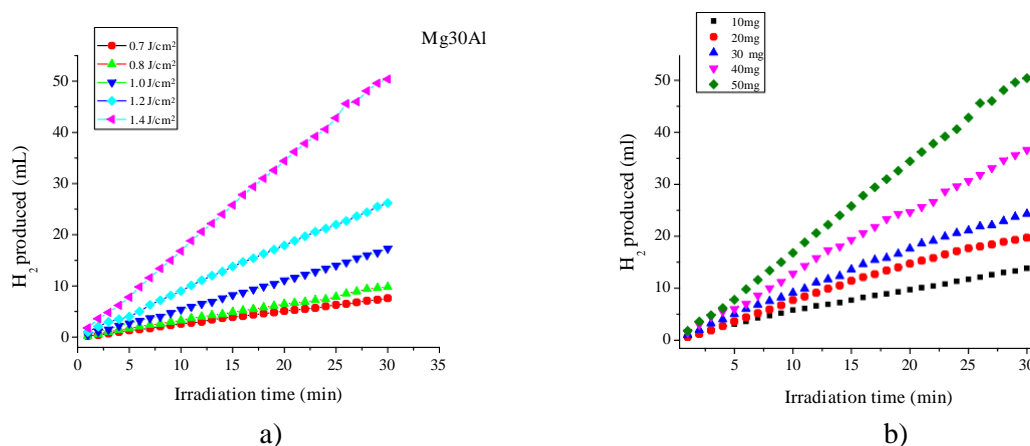 Mg30Al
0.7 J/cm²
0.8 J/cm²
1.0 J/cm²
1.2 J/cm²
1.4 J/cm²
H₂ produced (mL)
50
40
30
20
10
0
0 5 10 15 20 25 30 35
Irradiation time (min)
a)
10mg
20mg
30 mg
40mg
50mg
H₂ produced (ml)
50
40
30
20
10
0
5 10 15 20 25 30
Irradiation time (min)
b)